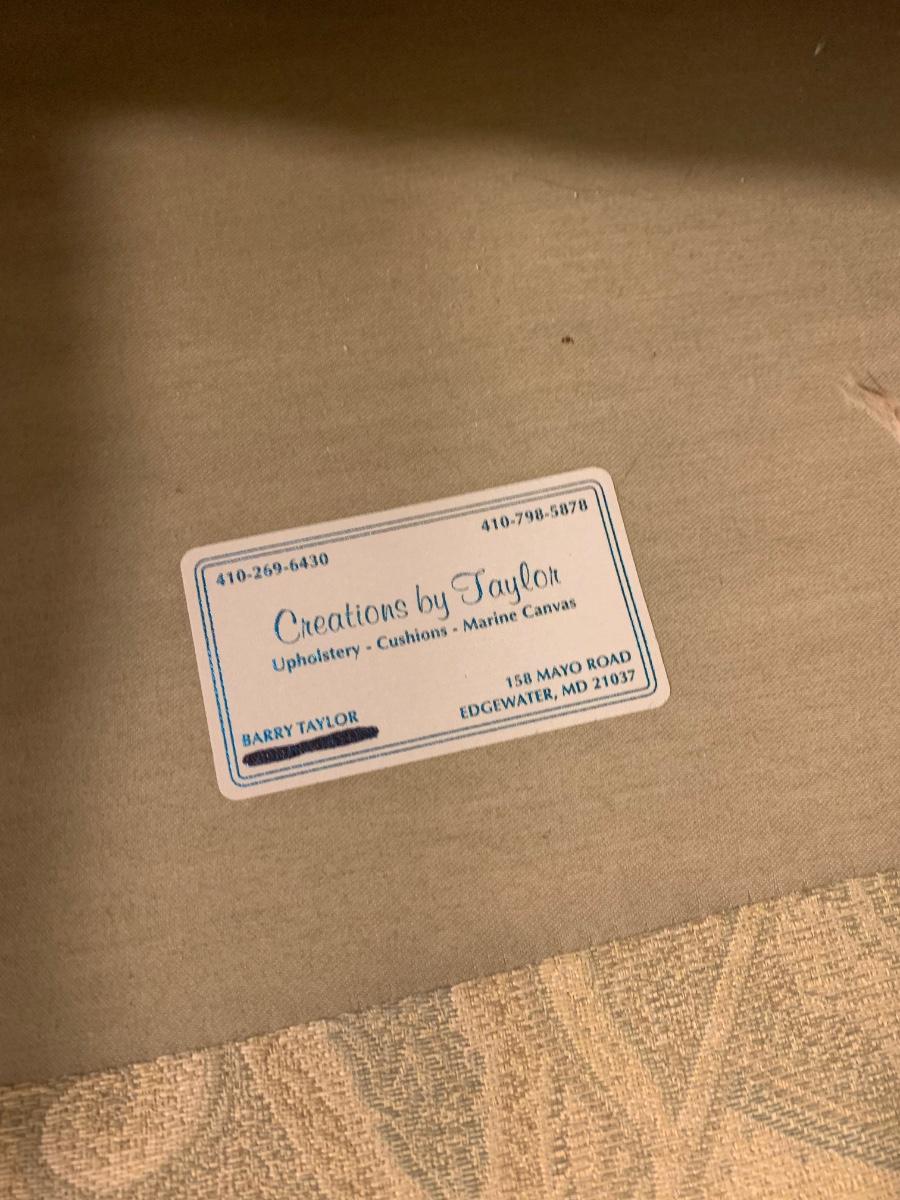 410-269-6430
410-798-5878
Creations by Taylor
Upholstery - Cushions - Marine Canvas
BARRY TAYLOR
158 MAYO ROAD
EDGEWATER, MD 21037